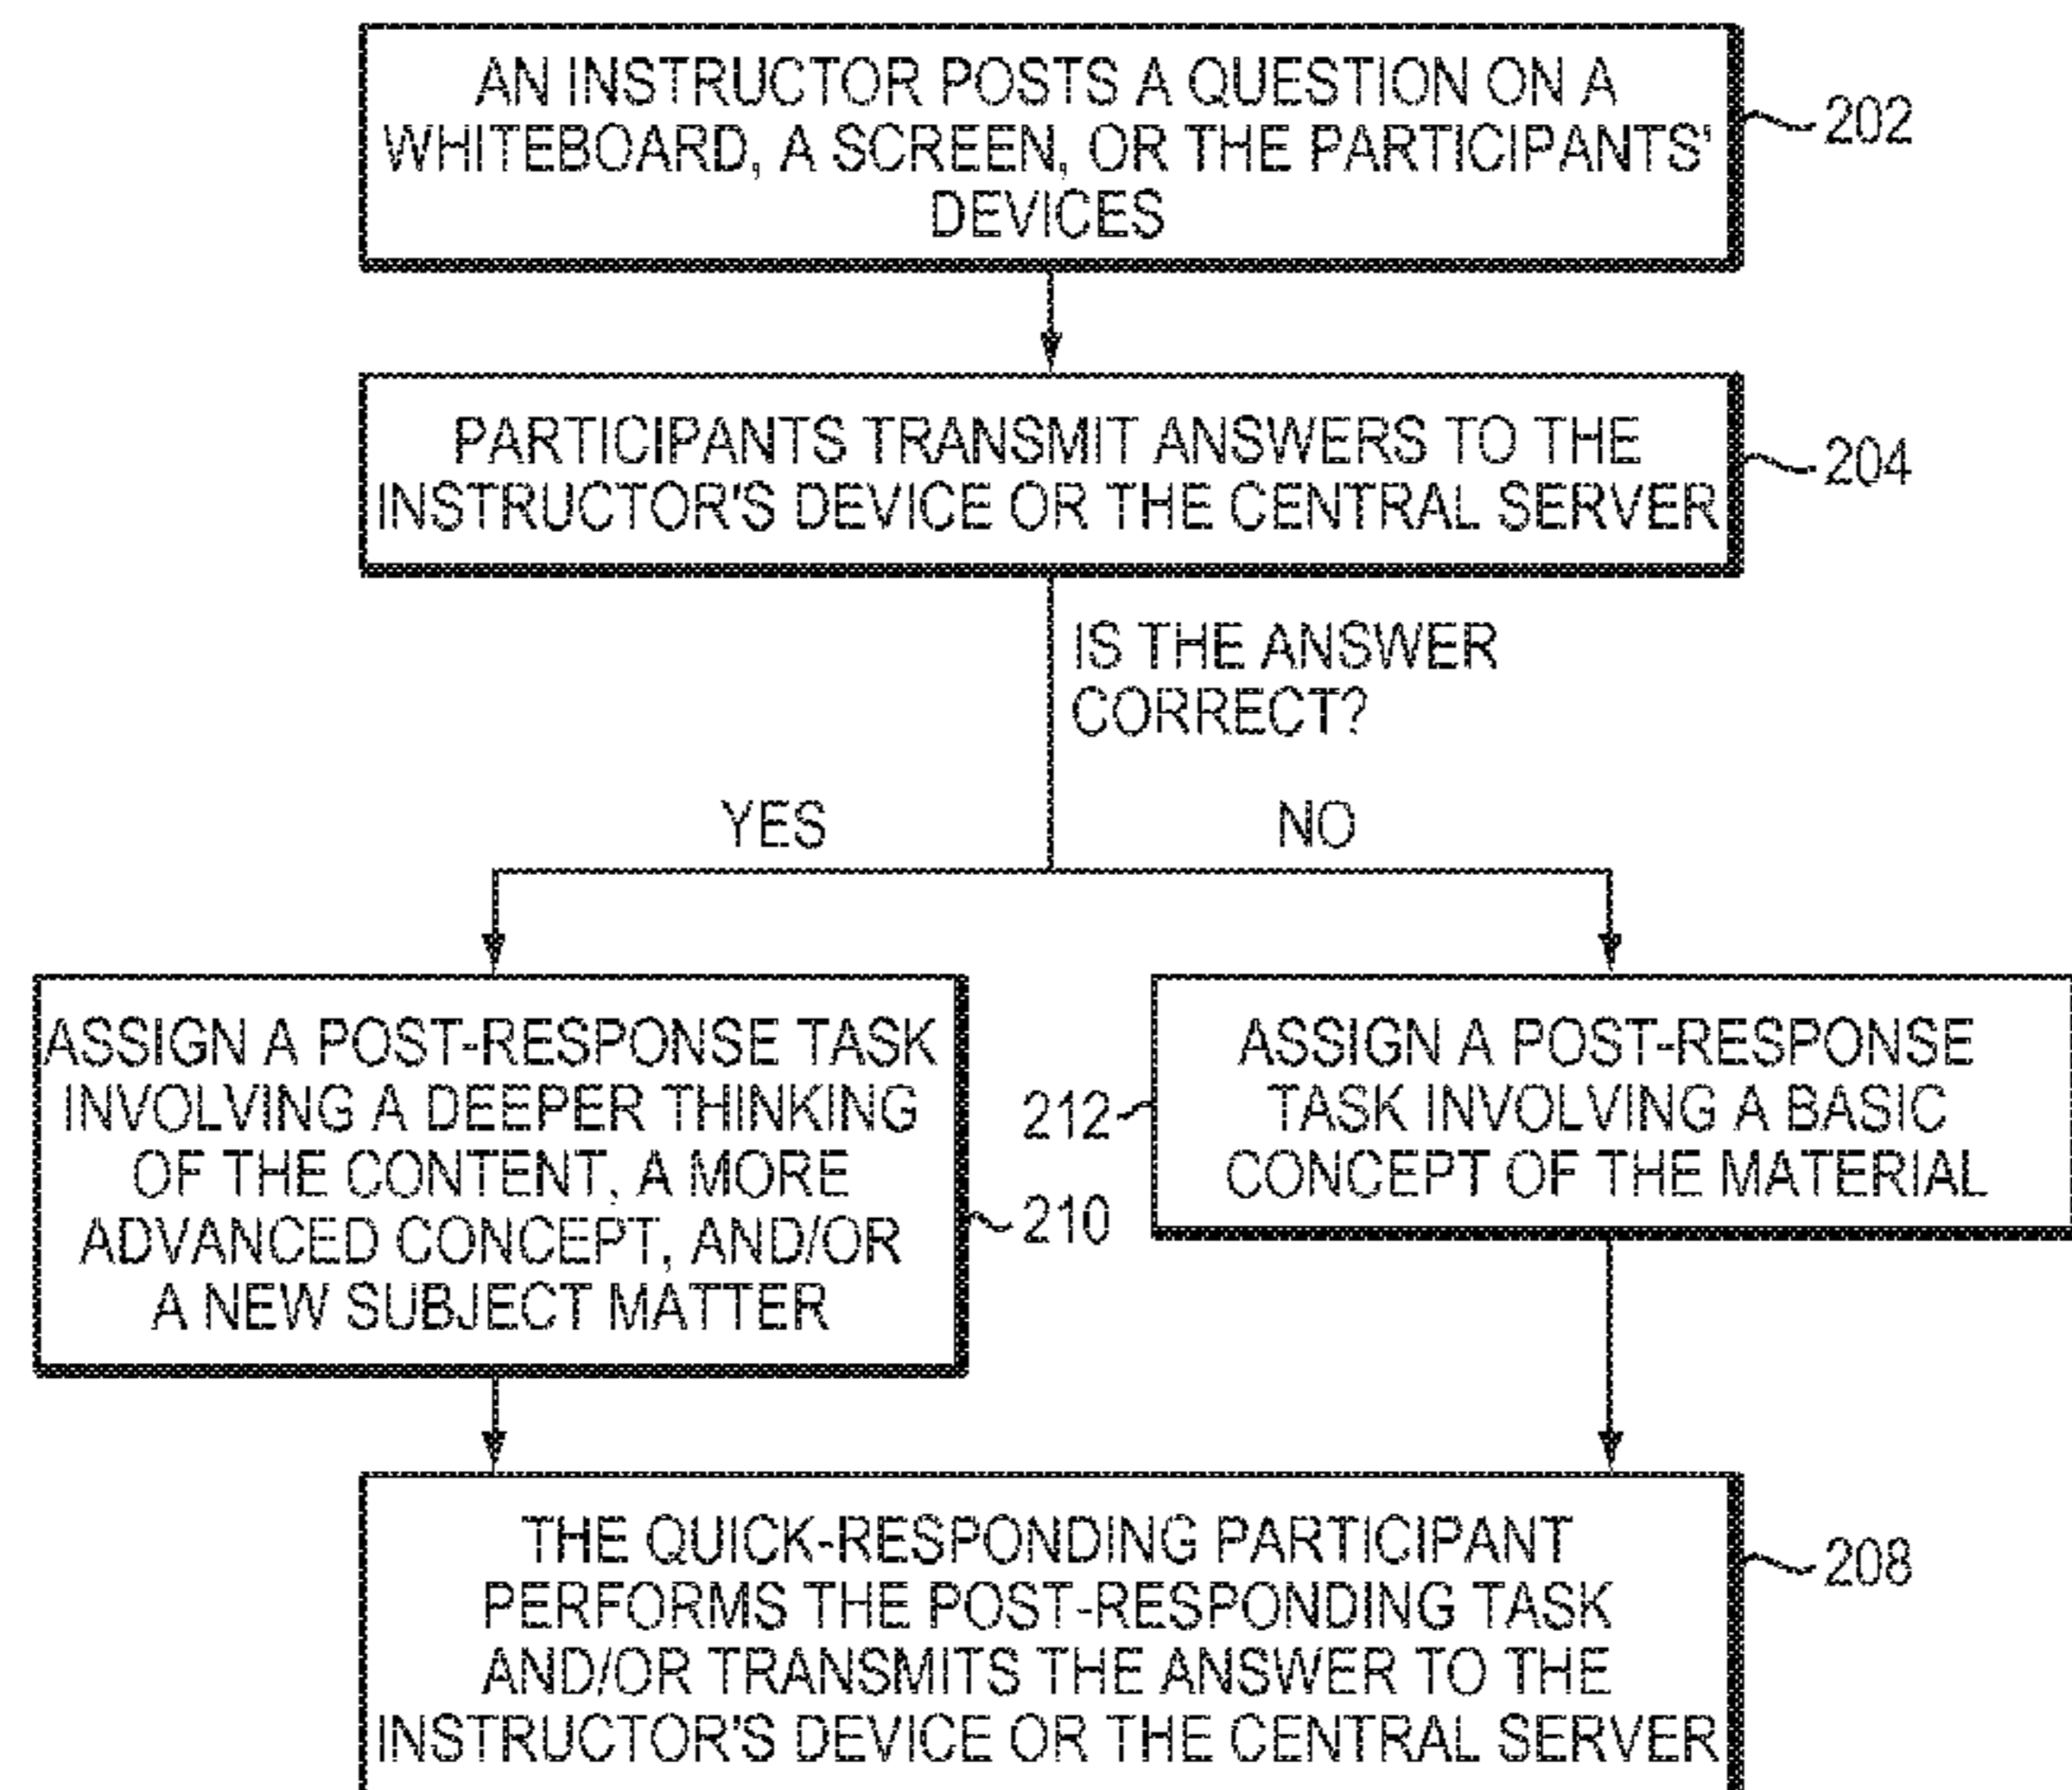 AN INSTRUCTOR POSTS A QUESTION ON A
WHITEBOARD, A SCREEN, OR THE PARTICIPANTS'
DEVICES
202
PARTICIPANTS TRANSMIT ANSWERS TO THE
INSTRUCTOR'S DEVICE OR THE CENTRAL SERVER
204
IS THE ANSWER
CORRECT?
YES
NO
ASSIGN A POST-RESPONSE TASK
INVOLVING A DEEPER THINKING
OF THE CONTENT, A MORE
ADVANCED CONCEPT, AND/OR
A NEW SUBJECT MATTER
210
212
ASSIGN A POST-RESPONSE
TASK INVOLVING A BASIC
CONCEPT OF THE MATERIAL
THE QUICK-RESPONDING PARTICIPANT
PERFORMS THE POST-RESPONDING TASK
AND/OR TRANSMITS THE ANSWER TO THE
INSTRUCTOR'S DEVICE OR THE CENTRAL SERVER
208